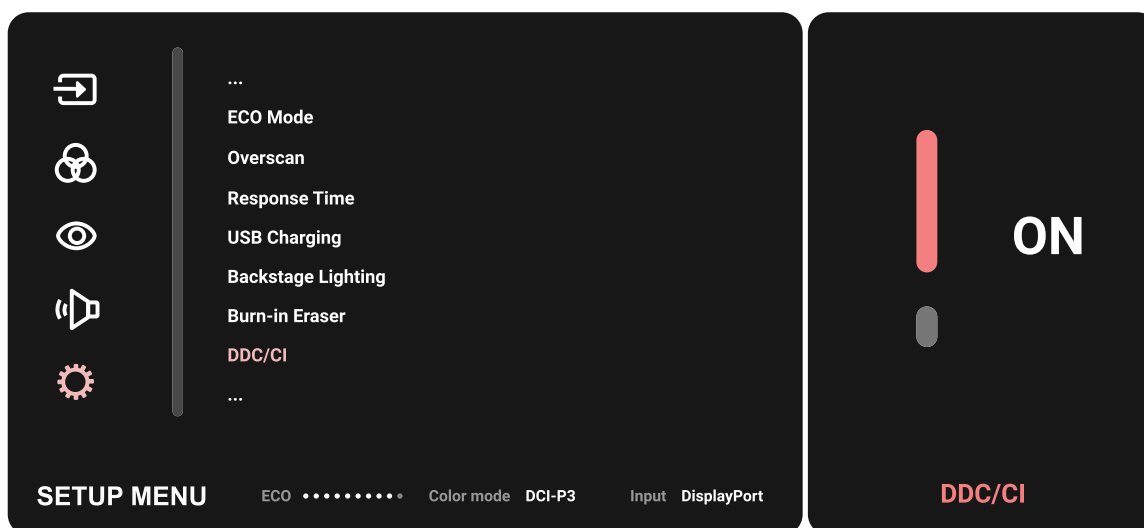 ...
ECO Mode
Overscan
Response Time
USB Charging
Backstage Lighting
Burn-in Eraser
DDC/CI
...
SETUP MENU ECO Color mode DCI-P3 Input DisplayPort
ON
DDC/CI